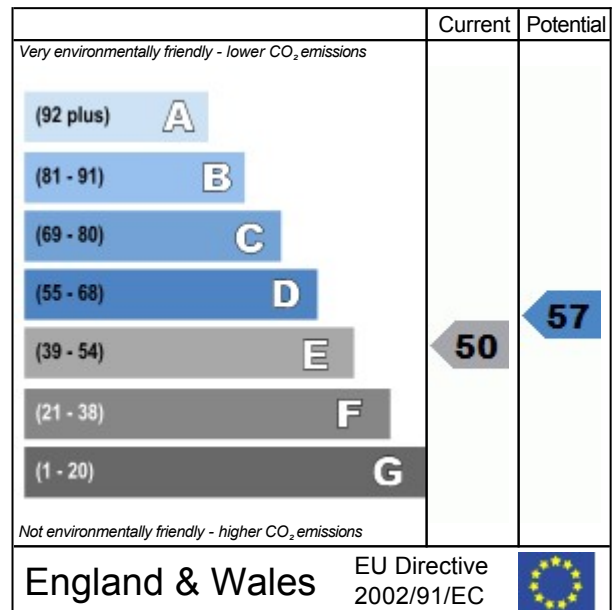 Current Potential
Very environmentally friendly - lower CO₂ emissions
(92 plus) A
(81 - 91) B
(69 - 80) C
(55 - 68) D
(39 - 54) E
(21 - 38) F
(1 - 20) G
50
57
Not environmentally friendly - higher CO₂ emissions
England & Wales
EU Directive
2002/91/EC